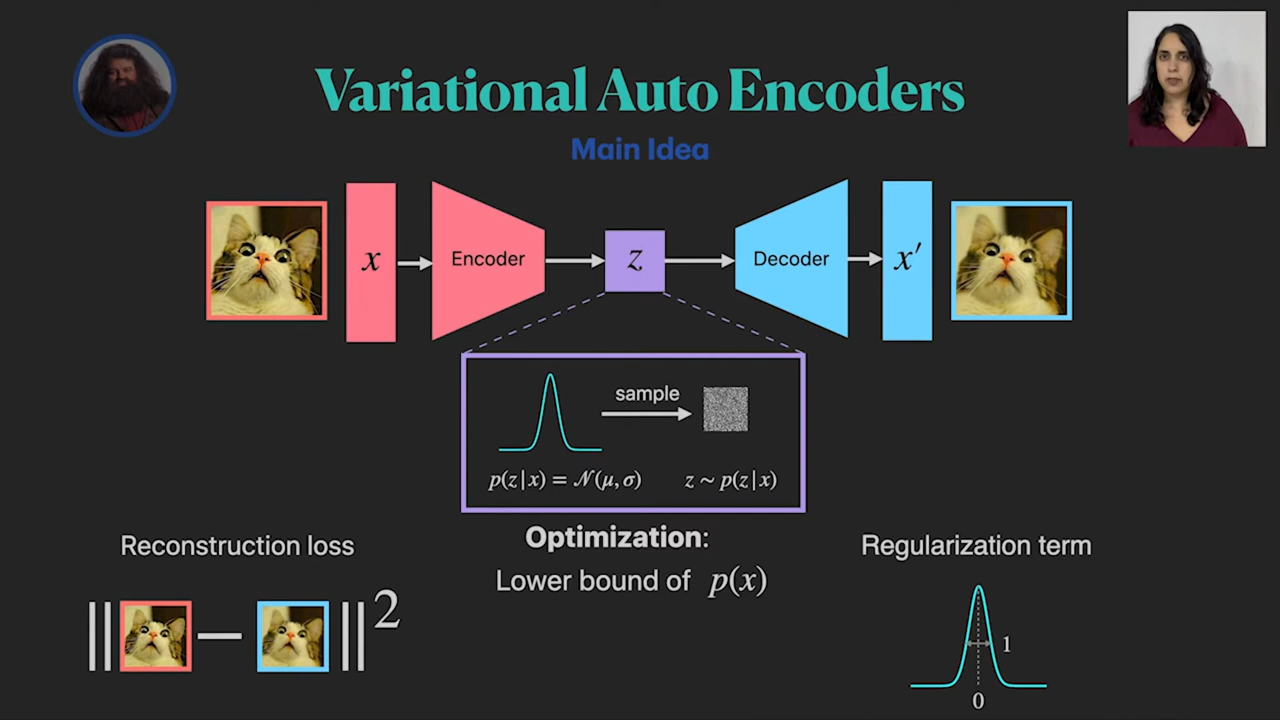 Variational Auto Encoders
Main Idea
x
Encoder
z
Decoder
x′
sample
p(z|x) = 𝒩(μ, σ)
z ~ p(z|x)
Optimization:
Lower bound of p(x)
Reconstruction loss
|| — ||²
Regularization term
1
0